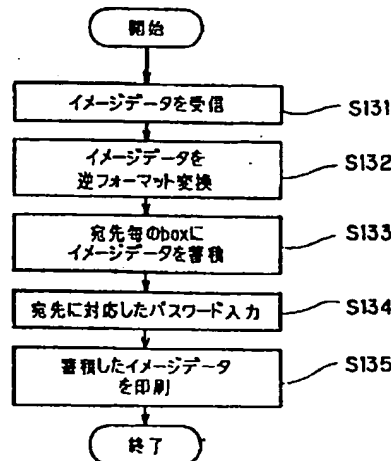 開始
イメージデータを受信
S131
イメージデータを
逆フォーマット変換
S132
宛先毎のboxに
イメージデータを蓄積
S133
宛先に対応したパスワード入力
S134
蓄積したイメージデータ
を印刷
S135
終了